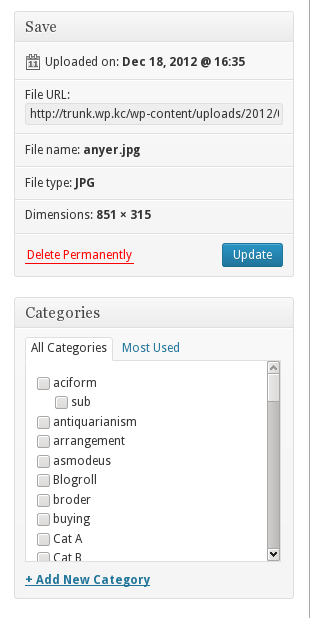 Save
11 Uploaded on: Dec 18, 2012 @ 16:35
File URL:
http://trunk.wp.kc/wp-content/uploads/2012/
File name: anyer.jpg
File type: JPG
Dimensions: 851 × 315
Delete Permanently Update
Categories
All Categories Most Used
aciform
sub
antiquarianism
arrangement
asmodeus
Blogroll
broder
buying
Cat A
Cat B
+ Add New Category